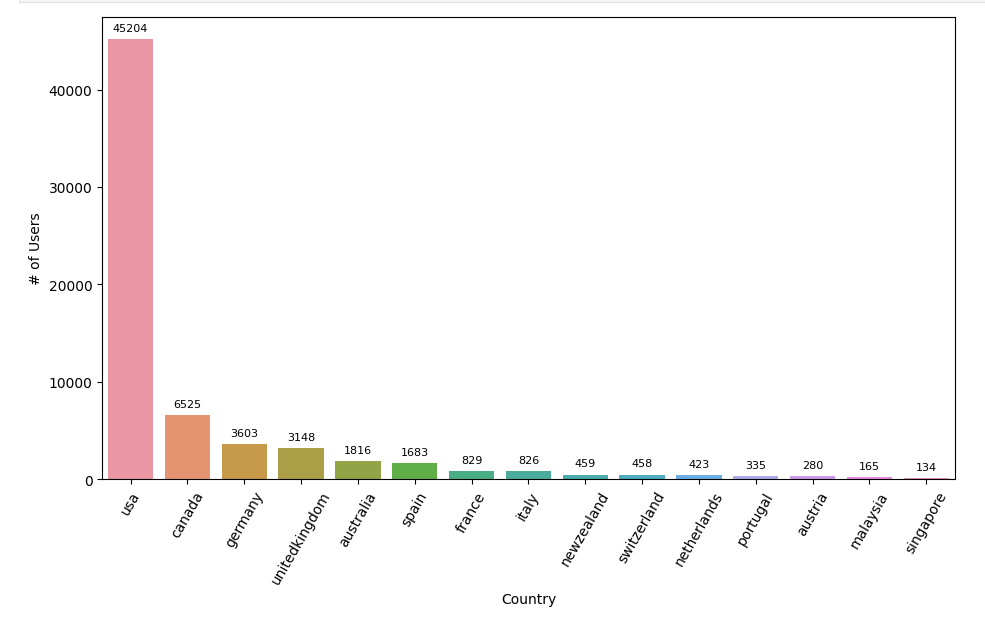 45204
40000
30000
# of Users
20000
10000
6525
3603
3148
1816
1683
829
826
459
458
423
335
280
165
134
0
usa
canada
germany
unitedkingdom
australia
spain
france
italy
newzealand
switzerland
netherlands
portugal
austria
malaysia
singapore
Country